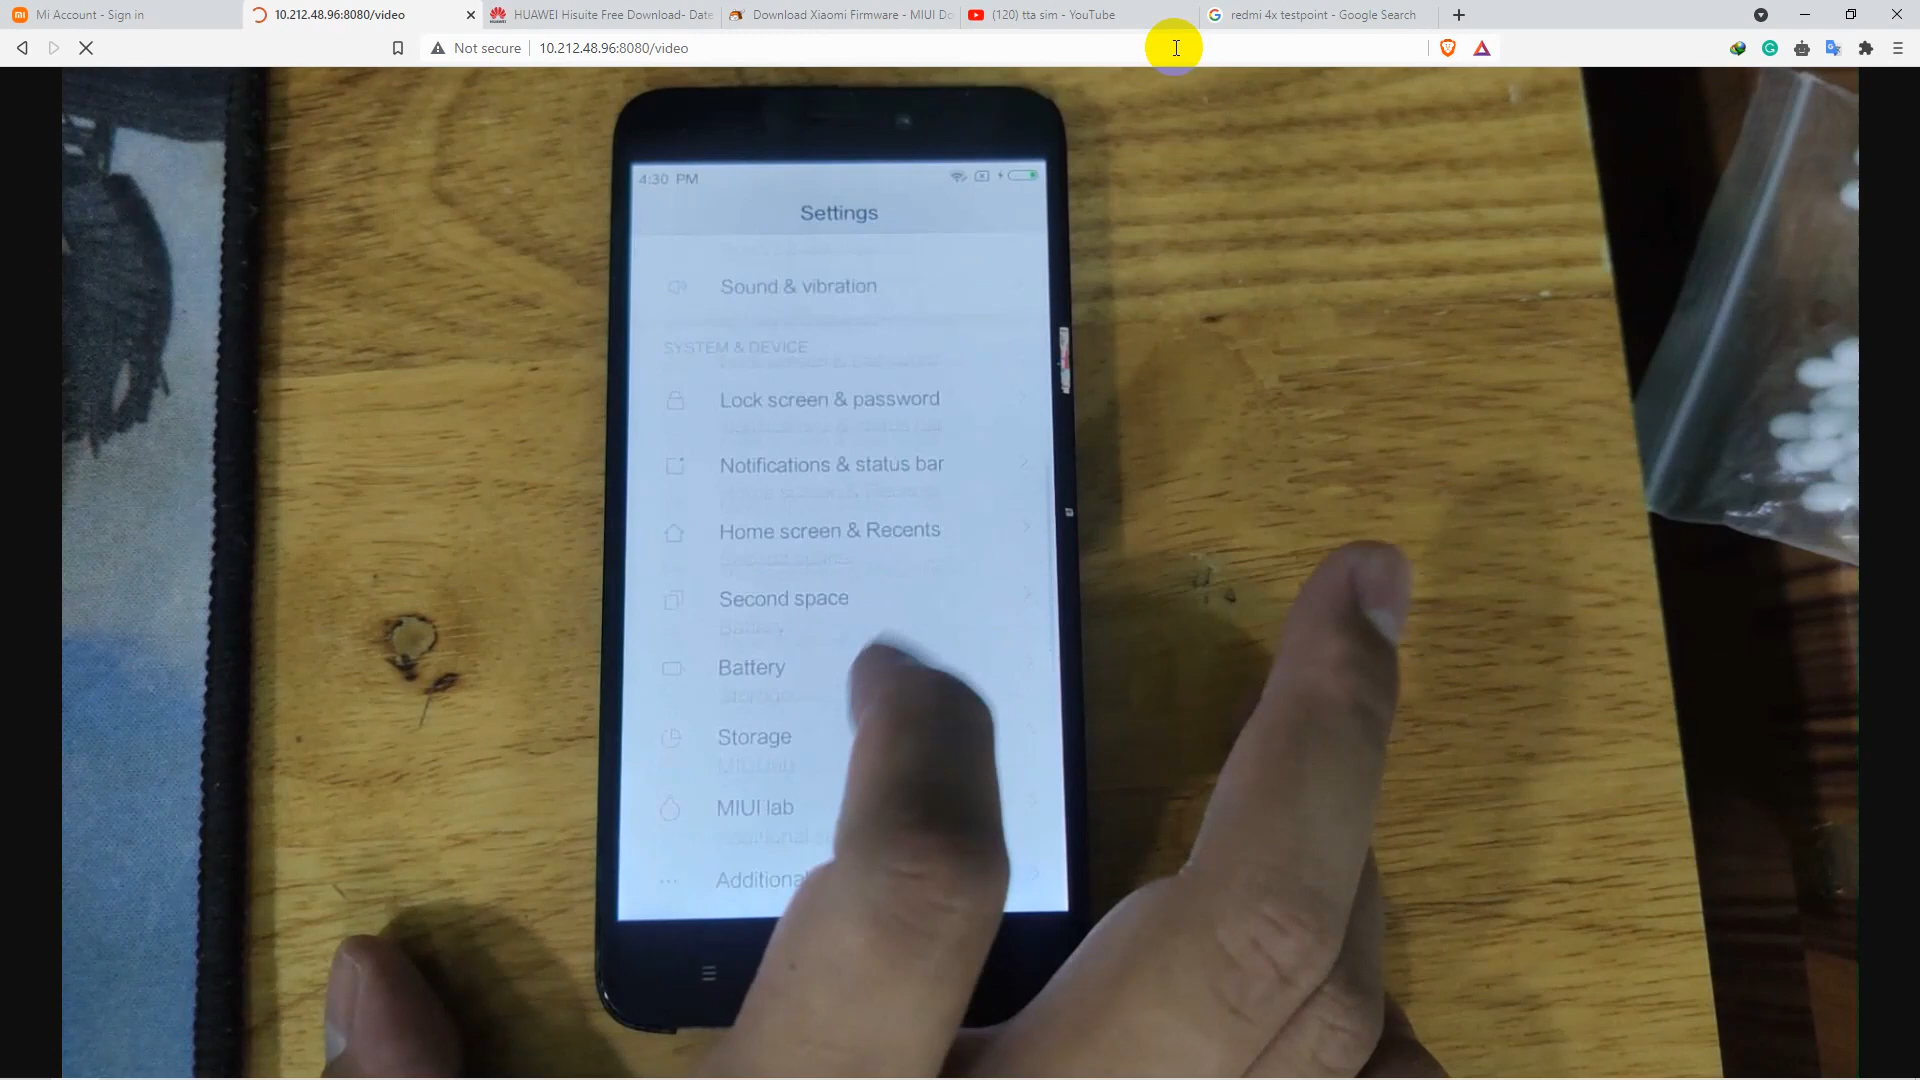 Mi Account - Sign in
10.212.48.96:8080/video
HUAWEI Hisuite Free Download- Date
Download Xiaomi Firmware - MIUI Do
(120) tta sim - YouTube
redmi 4x testpoint - Google Search
Not secure
10.212.48.96:8080/video
4:30 PM
Settings
Sound & vibration
SYSTEM & DEVICE
Lock screen & password
Notifications & status bar
Home screen & Recents
Second space
Battery
Storage
MIUI lab
Additional